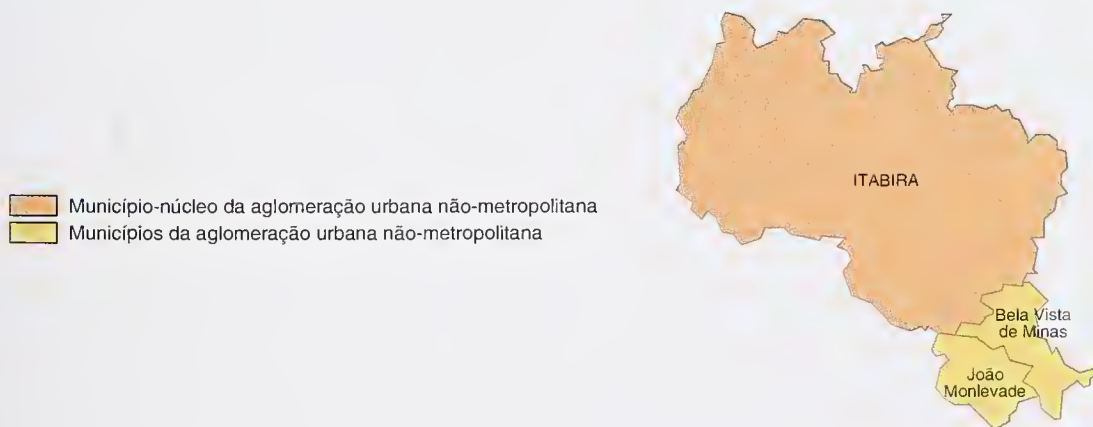 ITABIRA
Município-núcleo da aglomeração urbana não-metropolitana
Municípios da aglomeração urbana não-metropolitana
Bela Vista
de Minas
João
Monlevade